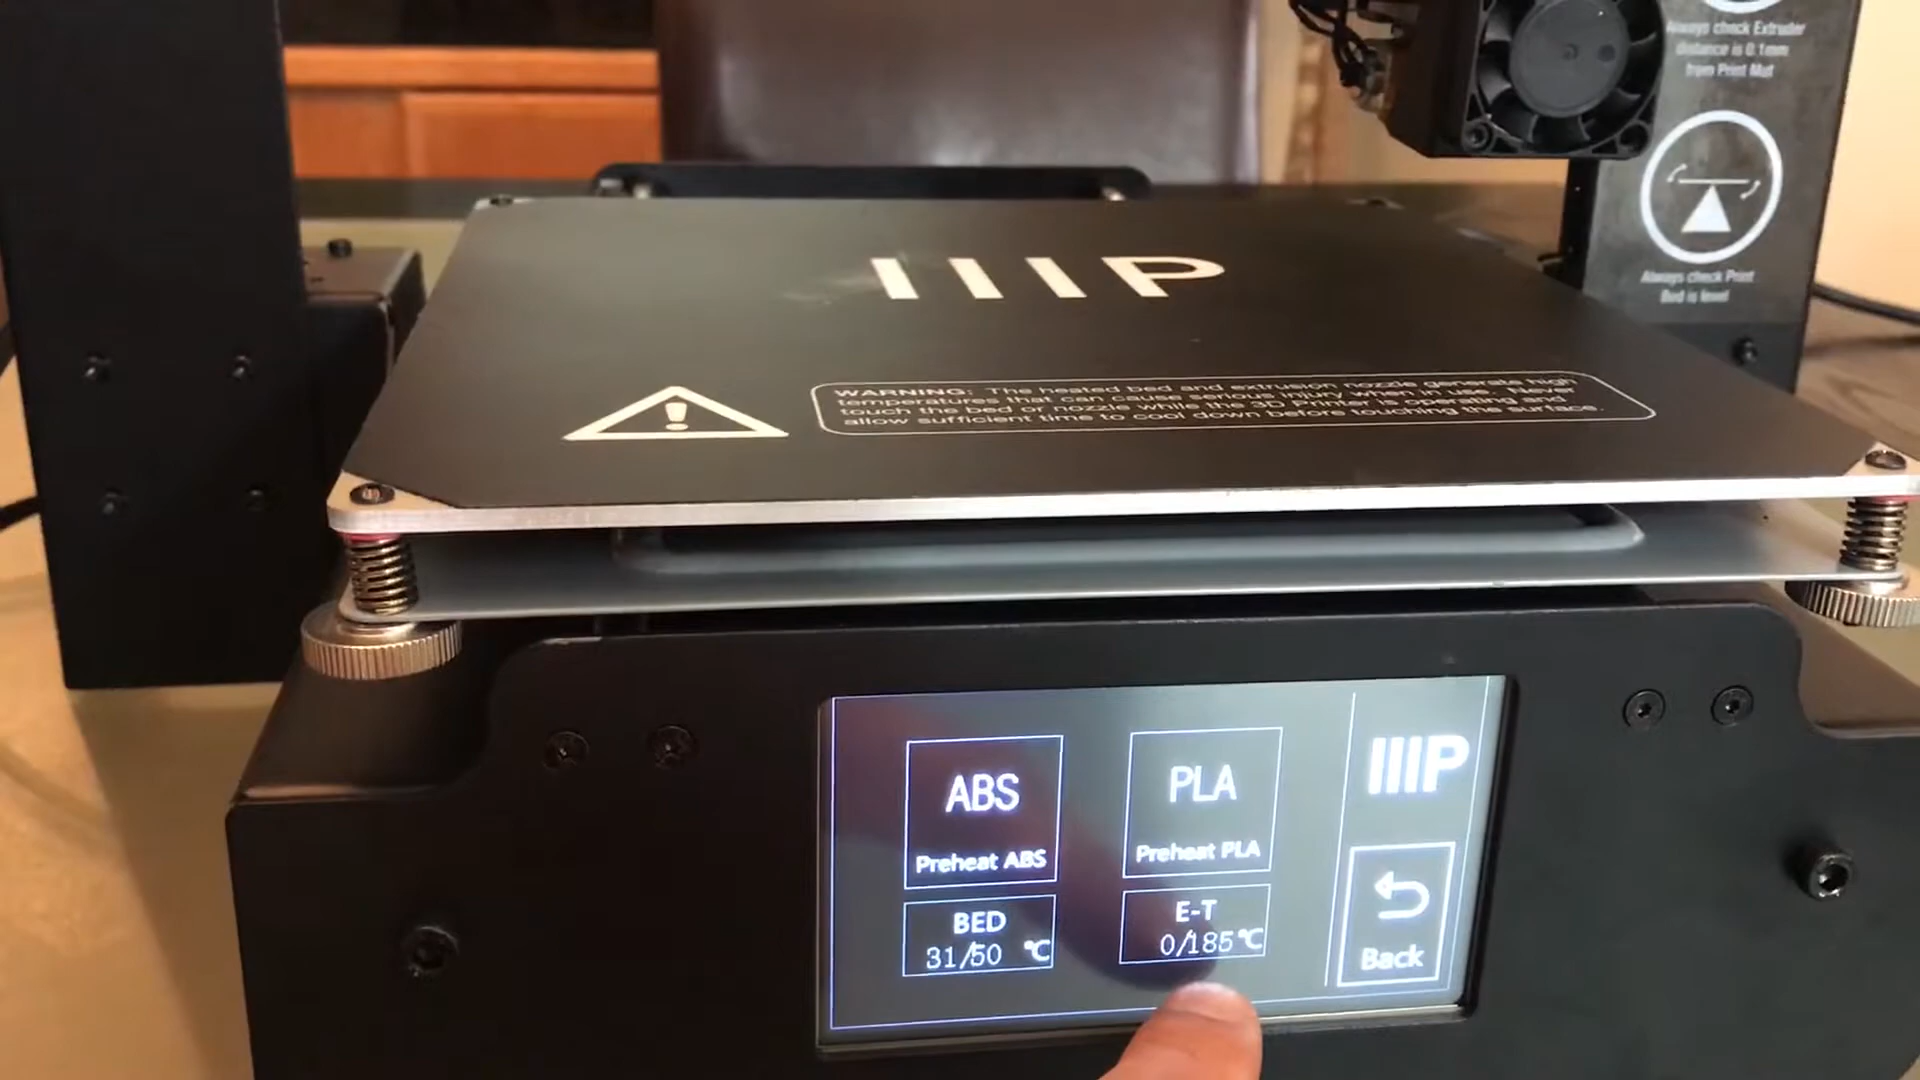 Always check Extruder
distance is 0.1mm
from Print Mut
IIIP
Always check Print
Bed is level
WARNING: The heated bed and extrusion nozzle generate high
temperatures that can cause serious injury when in use. Never
touch the bed or nozzle while the 3D Printer is operating and
allow sufficient time to cool down before touching the surface.
ABS
Preheat ABS
PLA
Preheat PLA
IIIP
BED
31/50 ℃
E-T
0/185℃
Back